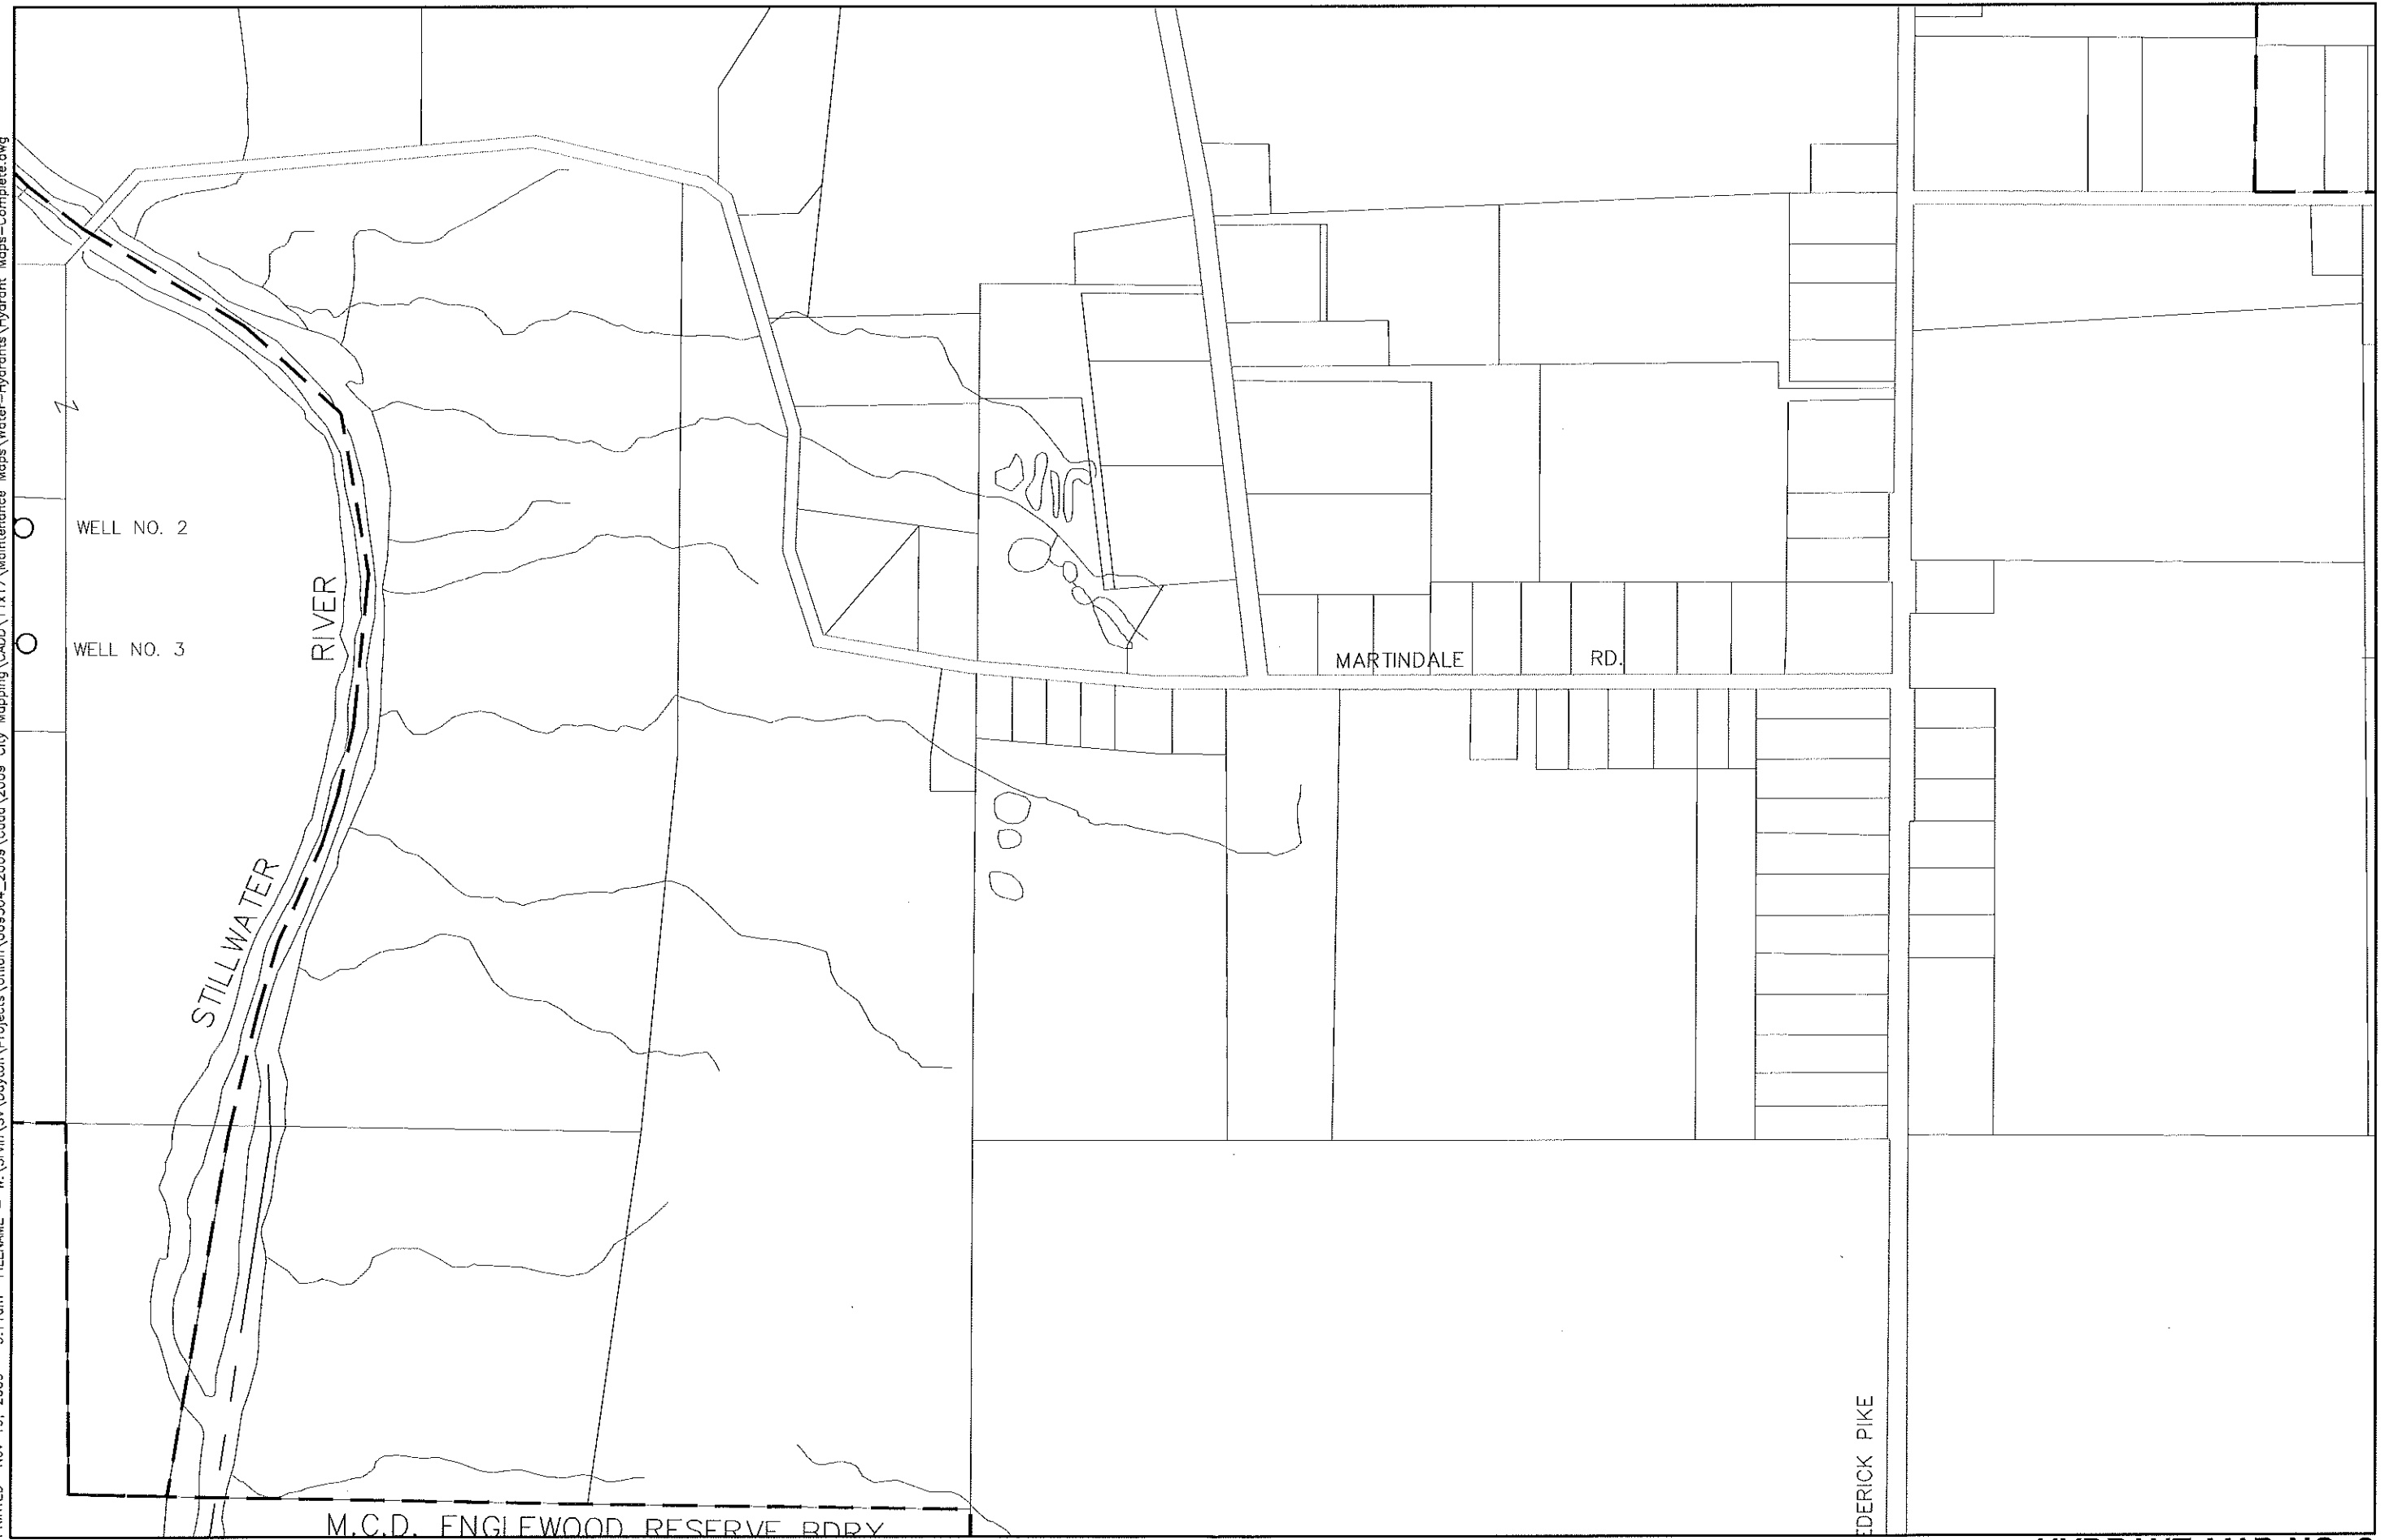 WELL NO. 2
WELL NO. 3
RIVER
STILLWATER
MARTINDALE RD.
EDERICK PIKE
M.C.D. ENGLEWOOD RESERVE BDRY